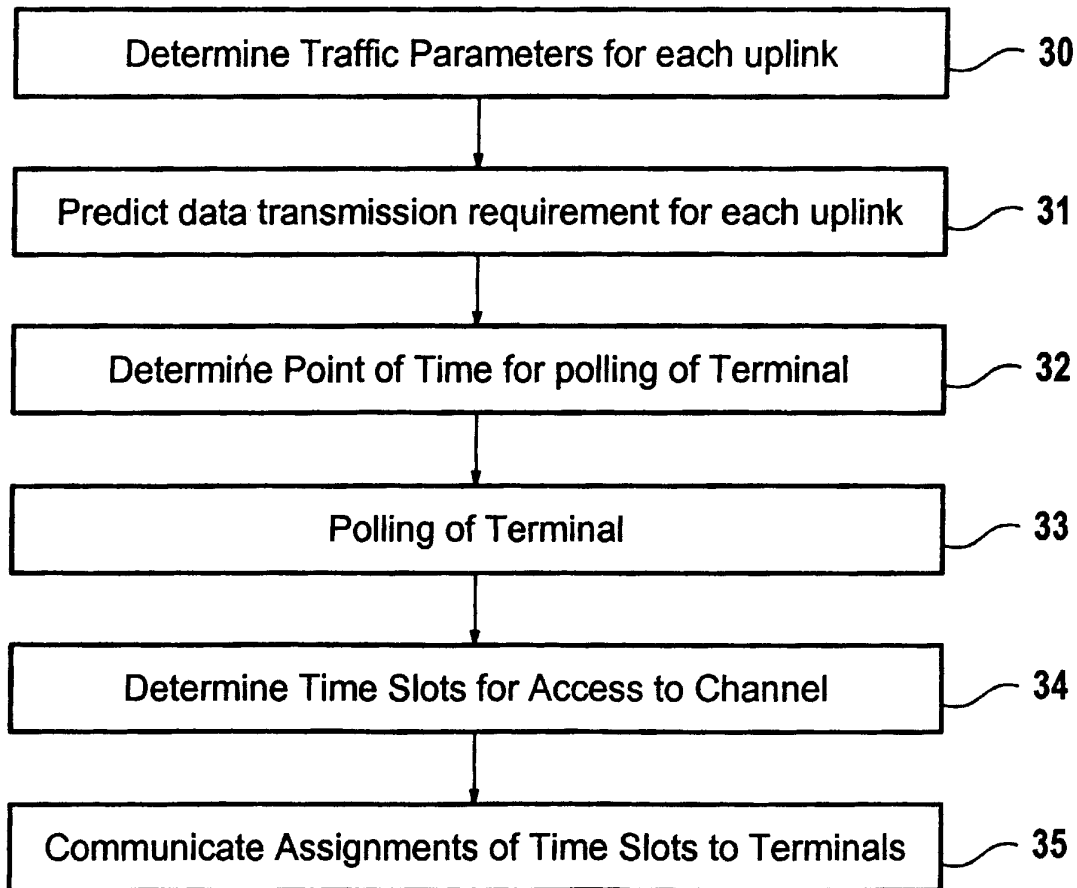 Determine Traffic Parameters for each uplink 30
Predict data transmission requirement for each uplink 31
Determine Point of Time for polling of Terminal 32
Polling of Terminal 33
Determine Time Slots for Access to Channel 34
Communicate Assignments of Time Slots to Terminals 35